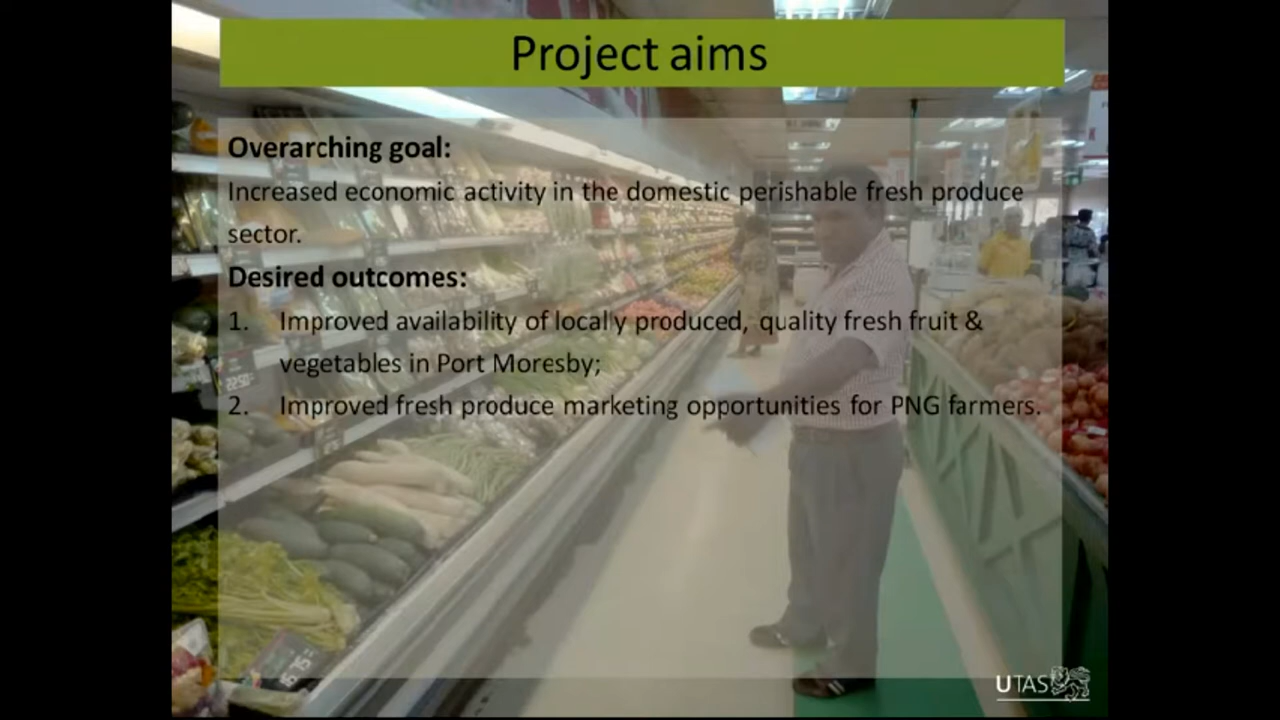 Project aims
Overarching goal:
Increased economic activity in the domestic perishable fresh produce
sector.
Desired outcomes:
1. Improved availability of locally produced, quality fresh fruit &
vegetables in Port Moresby;
2. Improved fresh produce marketing opportunities for PNG farmers.
UTAS